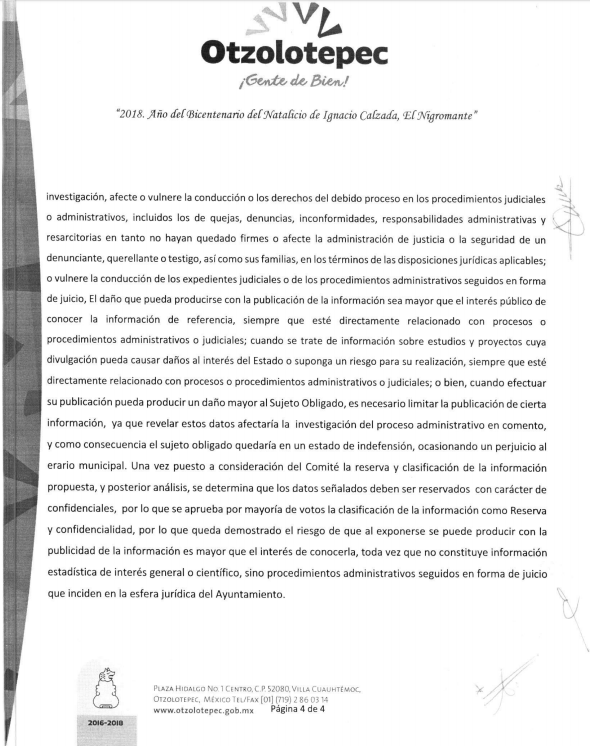 Otzolotepec
¡Gente de Bien!
"2018. Año del Bicentenario del Natalicio de Ignacio Calzada, El Nigromante"
investigación, afecte o vulnere la conducción o los derechos del debido proceso en los procedimientos judiciales
o administrativos, incluidos los de quejas, denuncias, inconformidades, responsabilidades administrativas y
resarcitorias en tanto no hayan quedado firmes o afecte la administración de justicia o la seguridad de un
denunciante, querellante o testigo, así como sus familias, en los términos de las disposiciones jurídicas aplicables;
o vulnere la conducción de los expedientes judiciales o de los procedimientos administrativos seguidos en forma
de juicio, El daño que pueda producirse con la publicación de la información sea mayor que el interés público de
conocer la información de referencia, siempre que esté directamente relacionado con procesos o
procedimientos administrativos o judiciales; cuando se trate de información sobre estudios y proyectos cuya
divulgación pueda causar daños al interés del Estado o suponga un riesgo para su realización, siempre que esté
directamente relacionado con procesos o procedimientos administrativos o judiciales; o bien, cuando efectuar
su publicación pueda producir un daño mayor al Sujeto Obligado, es necesario limitar la publicación de cierta
información, ya que revelar estos datos afectaría la investigación del proceso administrativo en comento,
y como consecuencia el sujeto obligado quedaría en un estado de indefensión, ocasionando un perjuicio al
erario municipal. Una vez puesto a consideración del Comité la reserva y clasificación de la información
propuesta, y posterior análisis, se determina que los datos señalados deben ser reservados con carácter de
confidenciales, por lo que se aprueba por mayoría de votos la clasificación de la información como Reserva
y confidencialidad, por lo que queda demostrado el riesgo de que al exponerse se puede producir con la
publicidad de la información es mayor que el interés de conocerla, toda vez que no constituye información
estadística de interés general o científico, sino procedimientos administrativos seguidos en forma de juicio
que inciden en la esfera jurídica del Ayuntamiento.
PLAZA HIDALGO NO. 1 CENTRO, C.P. 52080, VILLA CUAUHTÉMOC,
OTZOLOTEPEC, MÉXICO TEL/FAX [01] (719) 2 86 03 14
www.otzolotepec.gob.mx Página 4 de 4
2016-2018